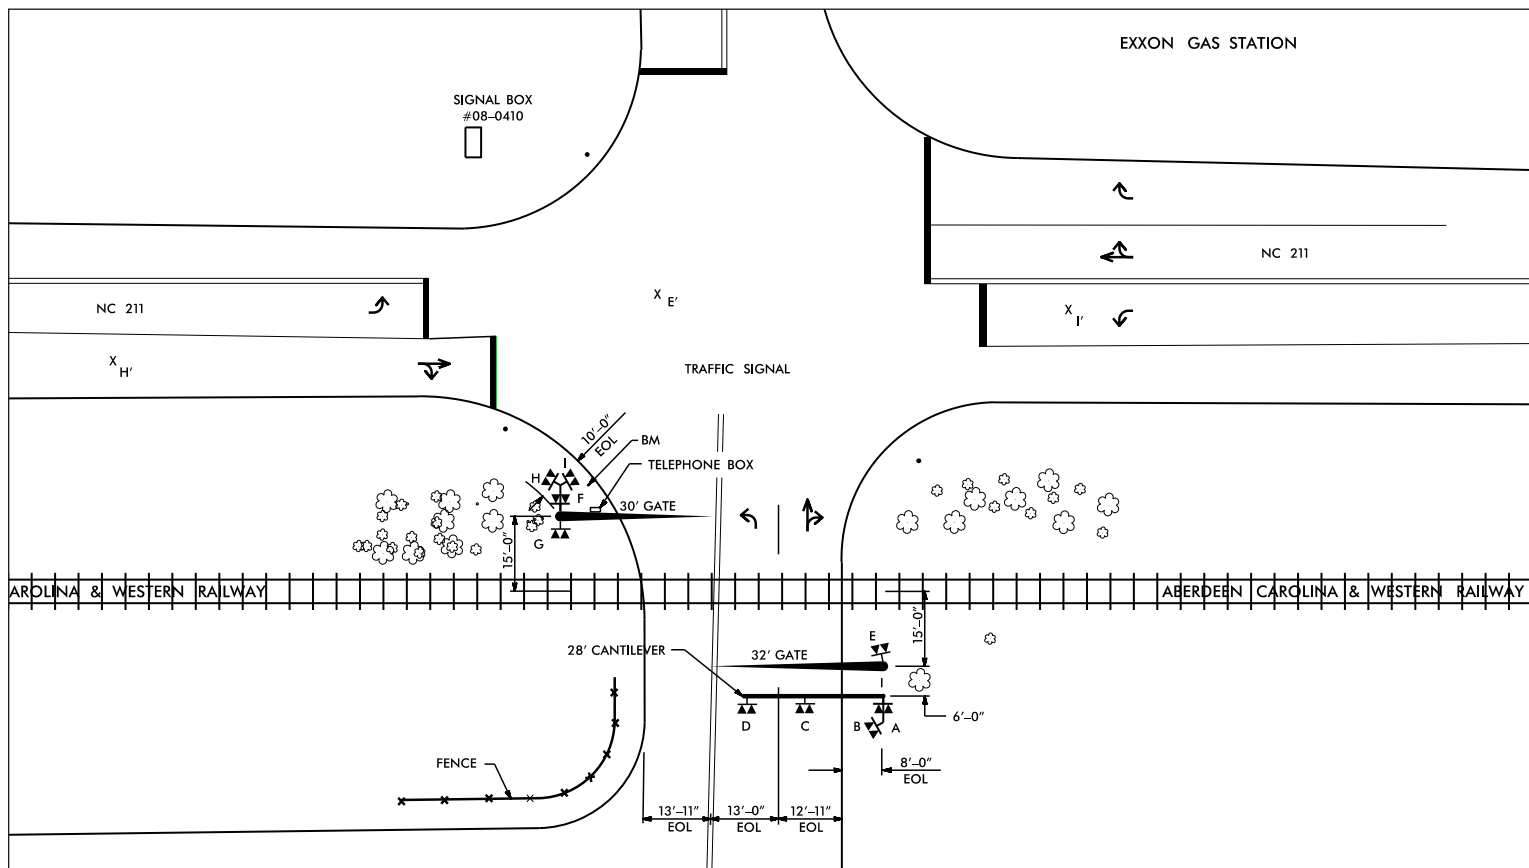 EXXON GAS STATION
SIGNAL BOX
#08-0410
NC 211
NC 211
X E'
X I'
X H'
TRAFFIC SIGNAL
10'-0"
EOL
BM
TELEPHONE BOX
I
H
F
30' GATE
G
15'-0"
AROLINA & WESTERN RAILWAY
ABERDEEN CAROLINA & WESTERN RAILWAY
15'-0"
E
28' CANTILEVER
32' GATE
I
6'-0"
D
C
B
A
FENCE
8'-0"
EOL
13'-11"
EOL
13'-0"
EOL
12'-11"
EOL